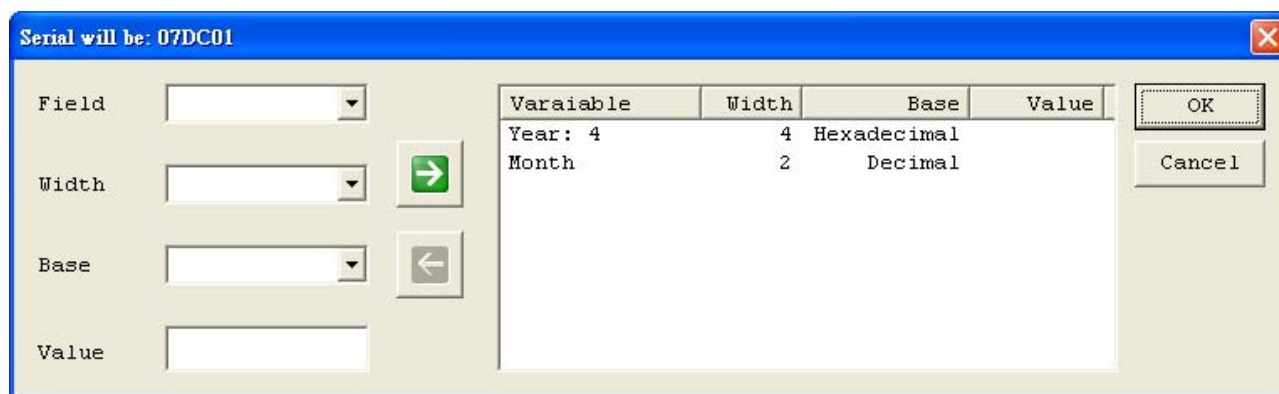 Serial will be: 07DC01
Field
Width
Base
Value
Varaiable Width Base Value
Year: 4 4 Hexadecimal
Month 2 Decimal
OK
Cancel